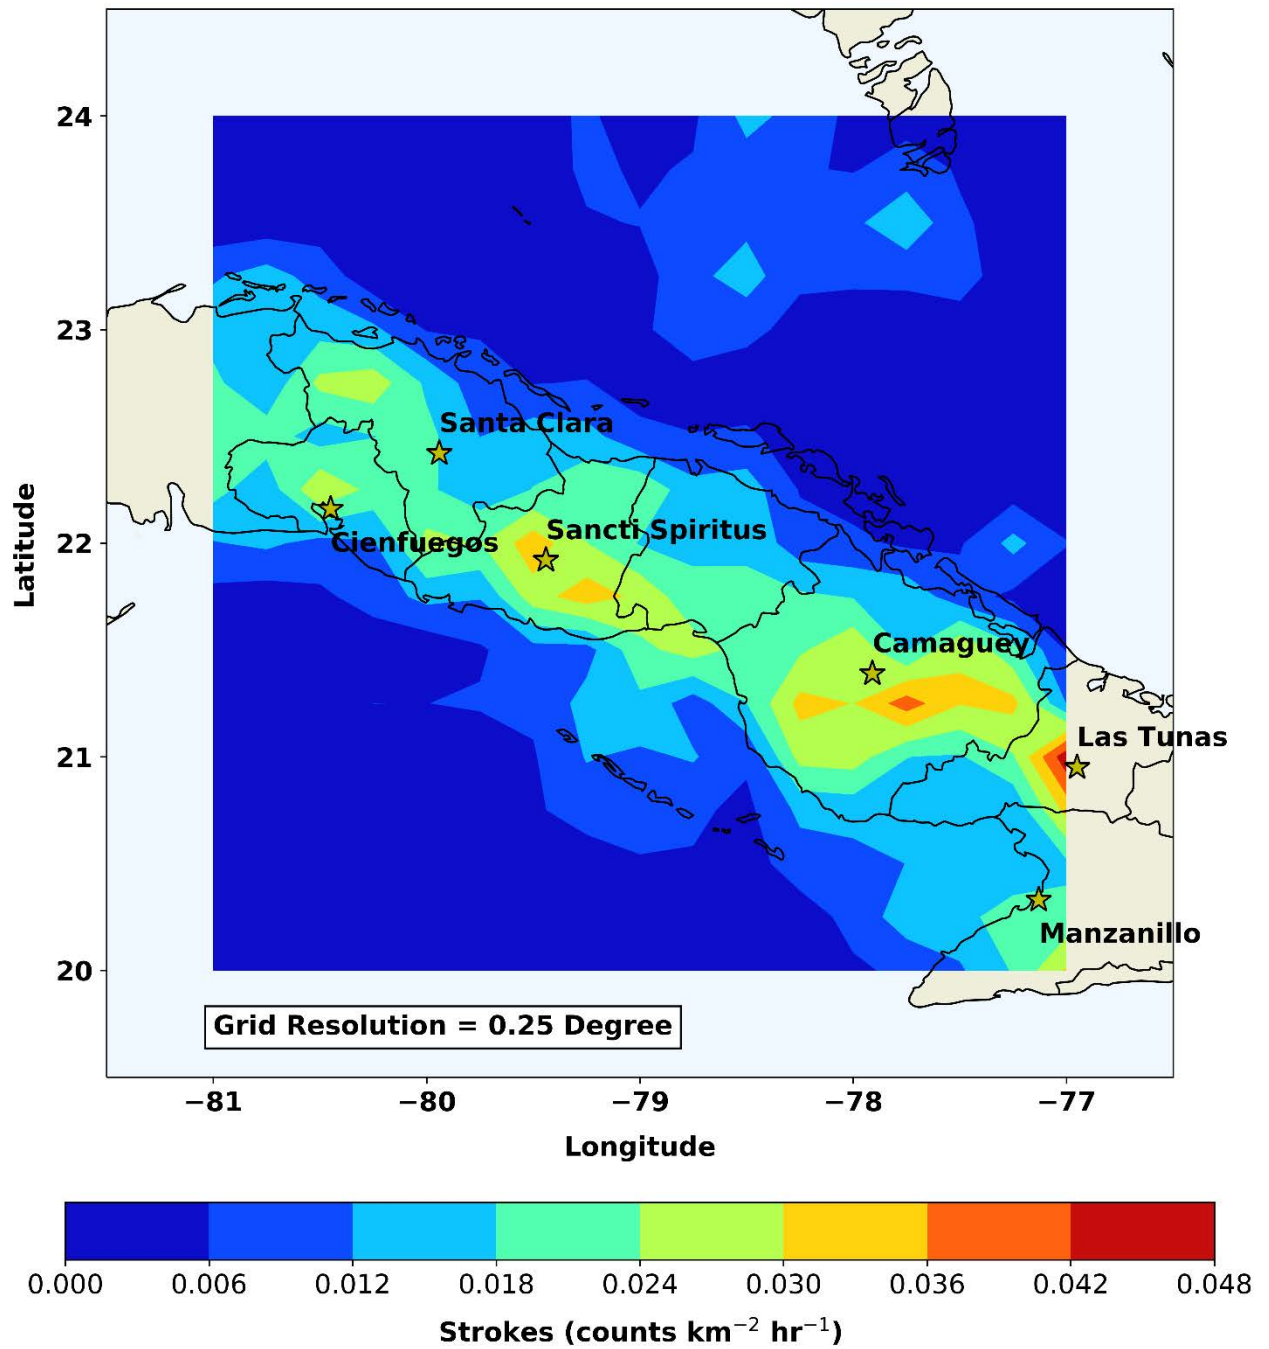 24
23
22
21
20
Latitude
Santa Clara
Cienfuegos
Sancti Spiritus
Camaguey
Las Tunas
Manzanillo
Grid Resolution = 0.25 Degree
−81 −80 −79 −78 −77
Longitude
0.000 0.006 0.012 0.018 0.024 0.030 0.036 0.042 0.048
Strokes (counts km⁻² hr⁻¹)